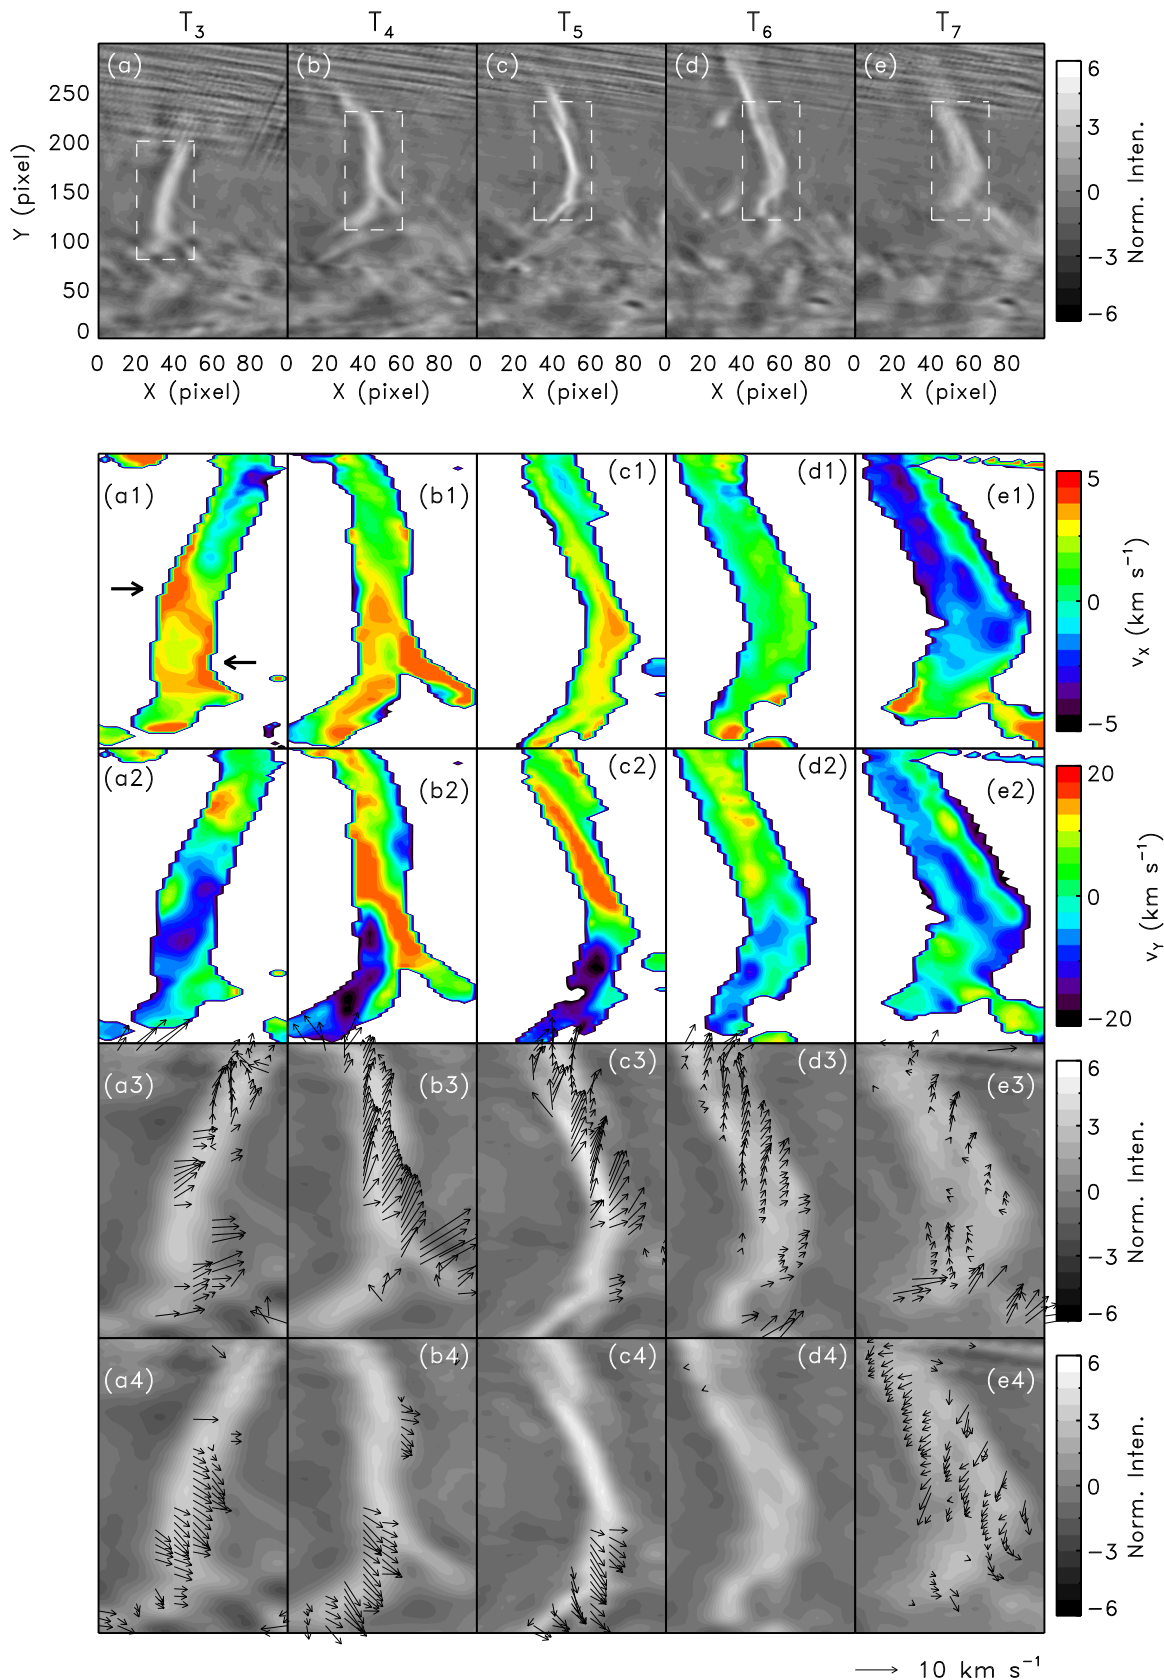 T3 T4 T5 T6 T7
(a) (b) (c) (d) (e)
250
200
150
100
50
0
Y (pixel)
0 20 40 60 80 0 20 40 60 80 0 20 40 60 80 0 20 40 60 80 0 20 40 60 80
X (pixel) X (pixel) X (pixel) X (pixel) X (pixel)
6
3
0
−3
−6
Norm. Inten.
(a1) (b1) (c1) (d1) (e1)
5
0
−5
vX (km s−1)
(a2) (b2) (c2) (d2) (e2)
20
0
−20
vY (km s−1)
(a3) (b3) (c3) (d3) (e3)
6
3
0
−3
−6
Norm. Inten.
(a4) (b4) (c4) (d4) (e4)
6
3
0
−3
−6
Norm. Inten.
10 km s−1